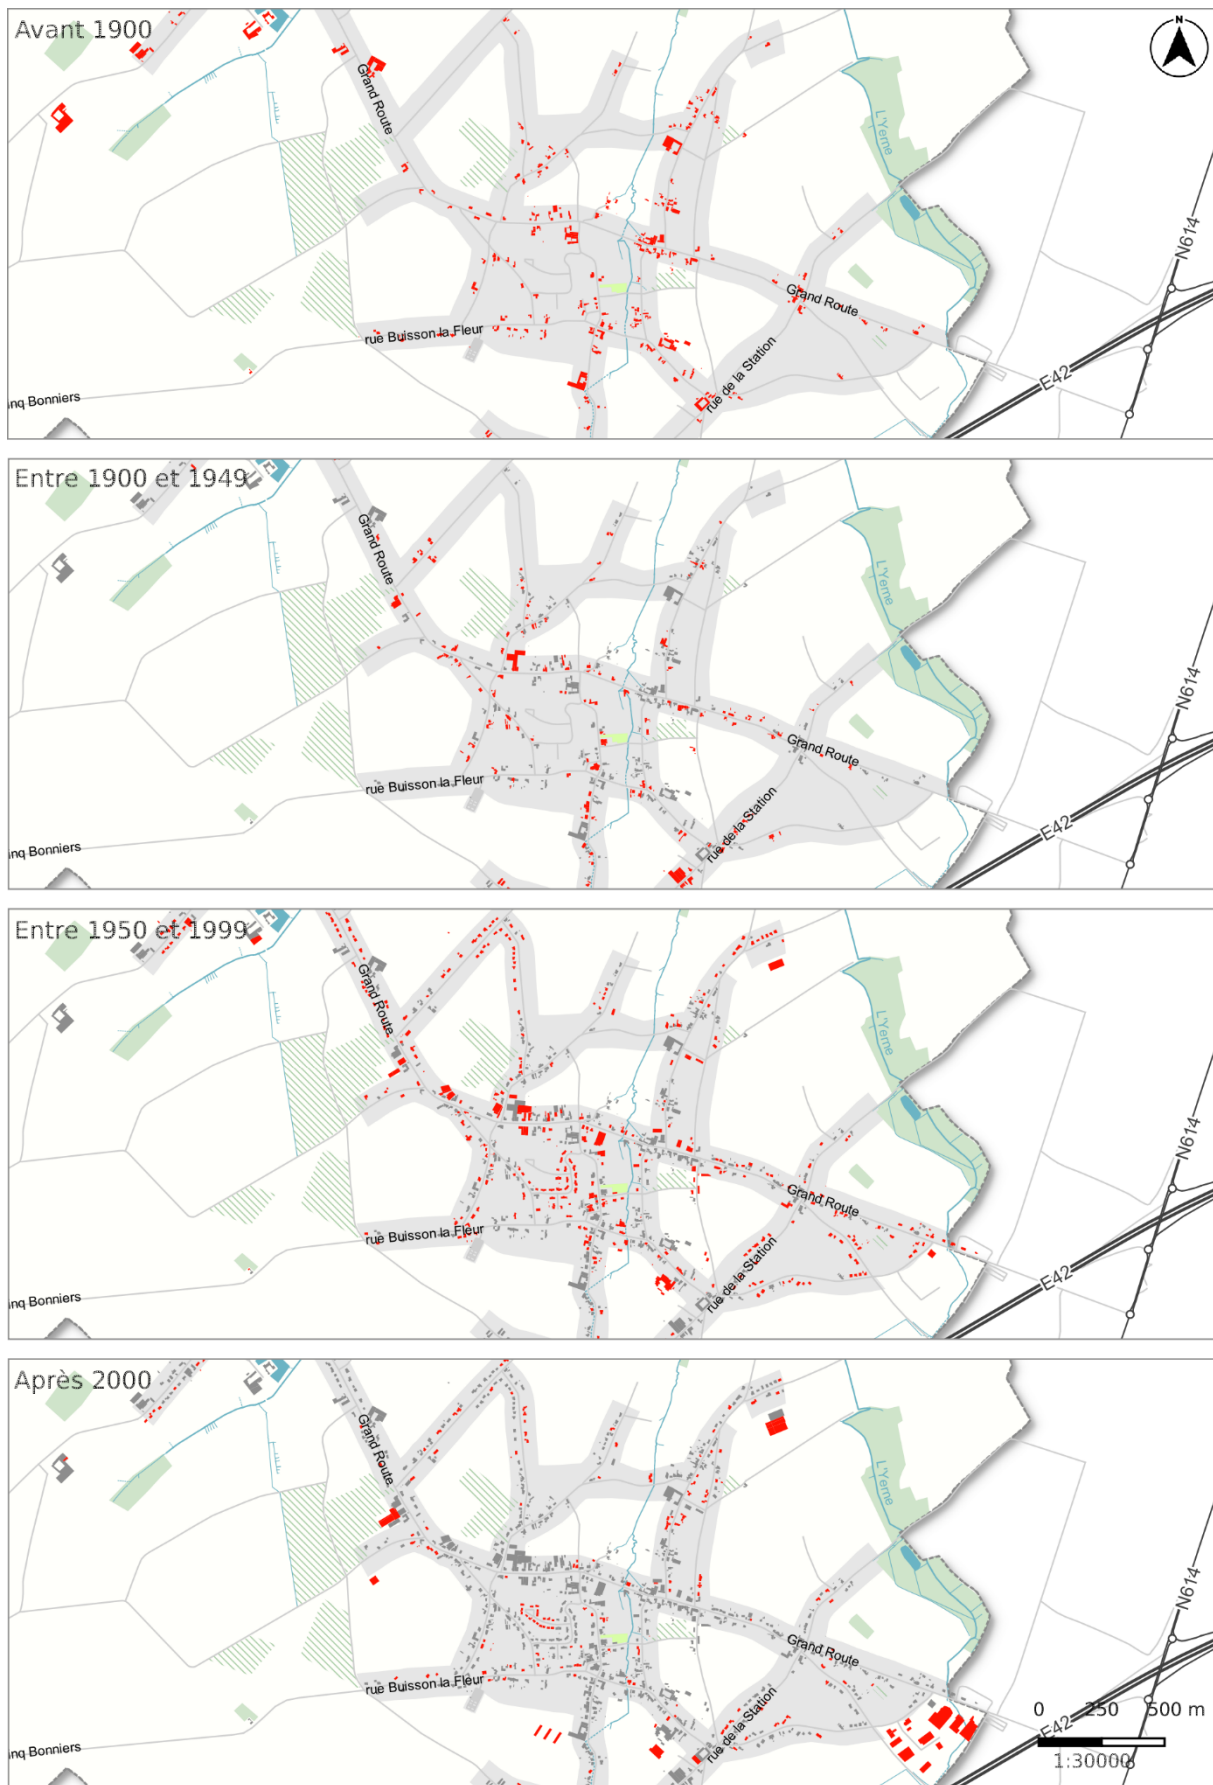 Avant 1900
N
Grand Route
L'Yerne
N614
Grand Route
rue Buisson la Fleur
rue de la Station
E42
inq Bonniers
Entre 1900 et 1949
Grand Route
L'Yerne
N614
Grand Route
rue Buisson la Fleur
rue de la Station
E42
inq Bonniers
Entre 1950 et 1999
Grand Route
L'Yerne
N614
Grand Route
rue Buisson la Fleur
rue de la Station
E42
inq Bonniers
Après 2000
Grand Route
L'Yerne
N614
Grand Route
rue Buisson la Fleur
rue de la Station
0 250 500 m
E42
1:30000
inq Bonniers